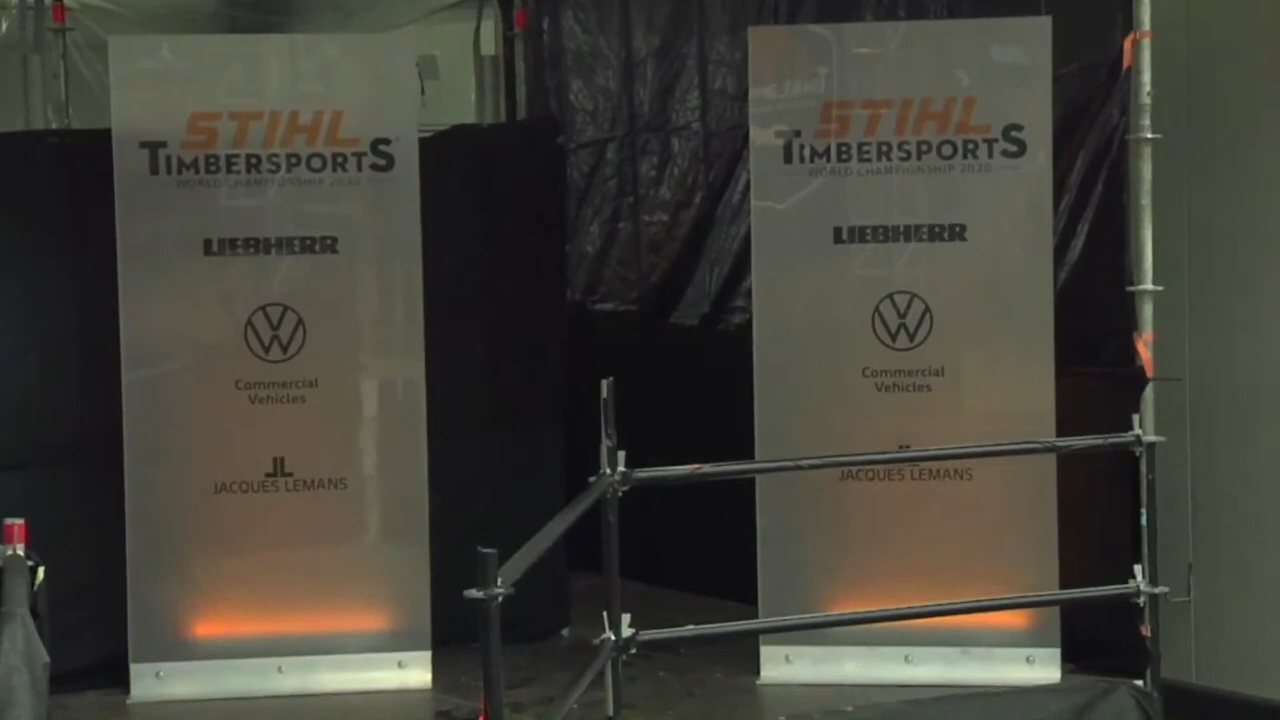 STIHL
TIMBERSPORTS
WORLD CHAMPIONSHIP 2020
LIEBHERR
Commercial
Vehicles
JL
JACQUES LEMANS
STIHL
TIMBERSPORTS
WORLD CHAMPIONSHIP 2020
LIEBHERR
Commercial
Vehicles
JACQUES LEMANS